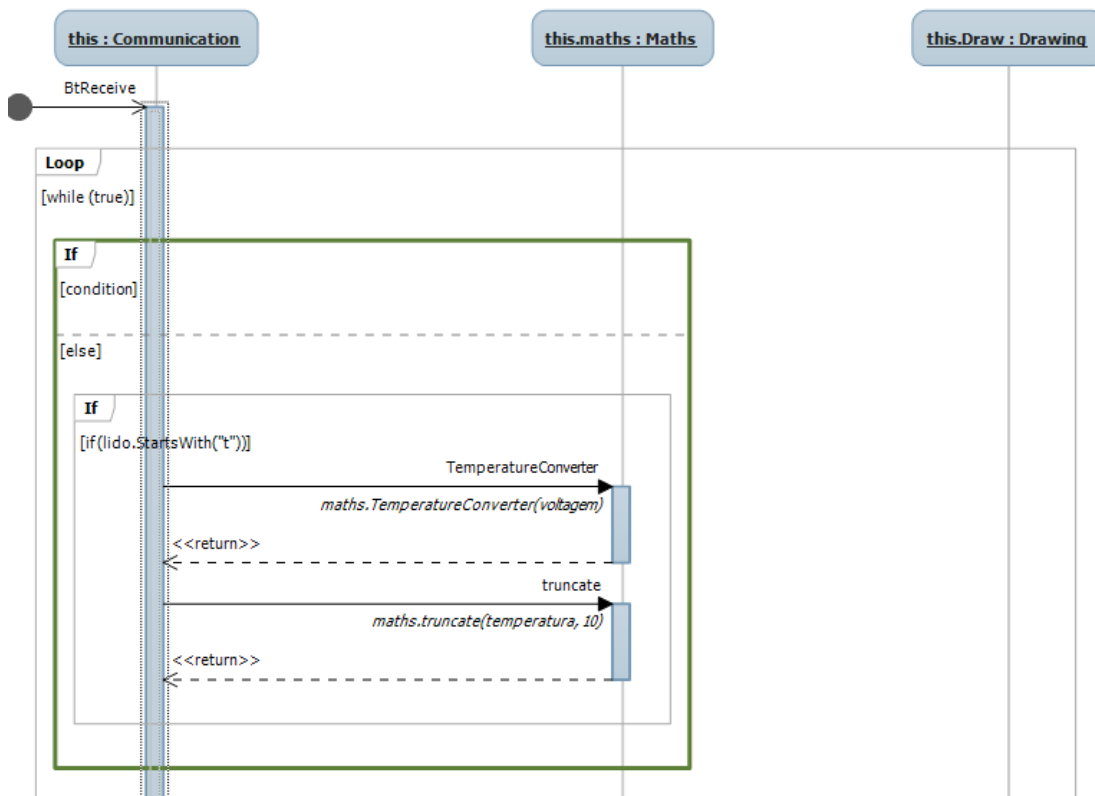 this : Communication
this.maths : Maths
this.Draw : Drawing
BtReceive
Loop
[while (true)]
If
[condition]
[else]
If
[if(lido.StartsWith("t"))]
TemperatureConverter
maths.TemperatureConverter(voltagem)
<<return>>
truncate
maths.truncate(temperatura, 10)
<<return>>